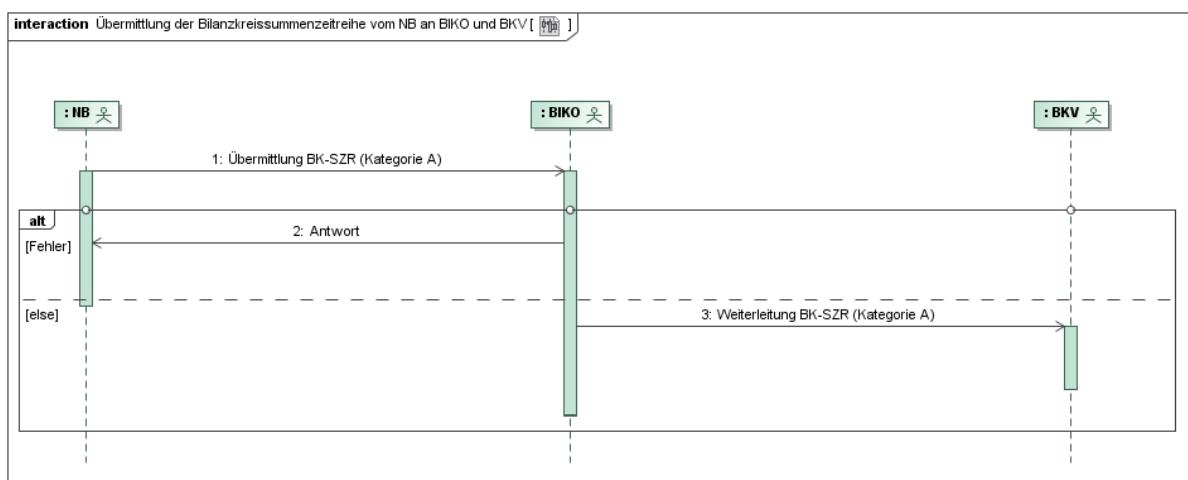 interaction Übermittlung der Bilanzkreissummenzeitreihe vom NB an BIKO und BKV [ ]
: NB
: BIKO
: BKV
1: Übermittlung BK-SZR (Kategorie A)
alt
2: Antwort
[Fehler]
[else]
3: Weiterleitung BK-SZR (Kategorie A)